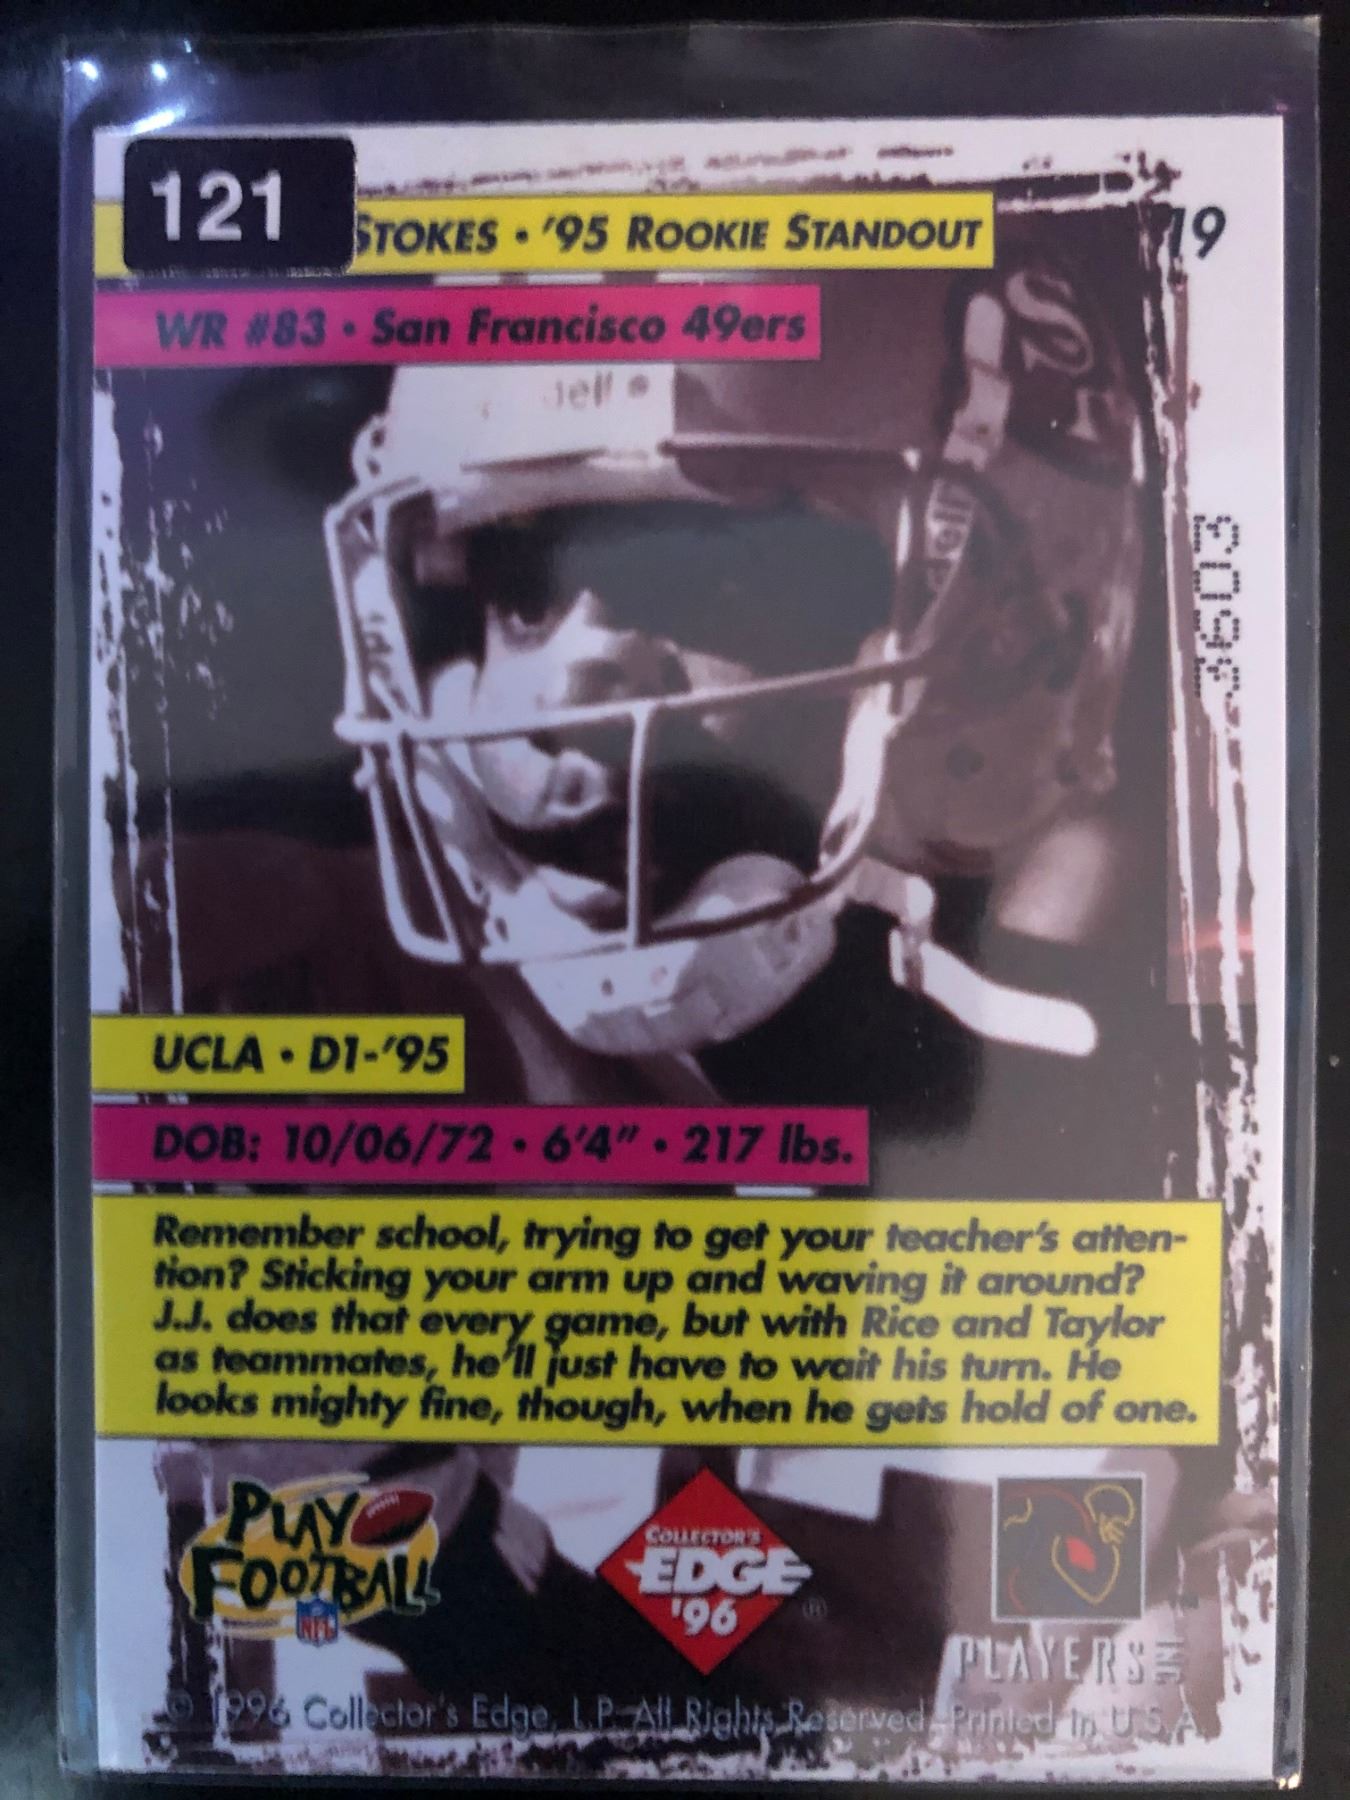 121
STOKES • '95 ROOKIE STANDOUT
19
WR #83 • San Francisco 49ers
UCLA • D1-'95
DOB: 10/06/72 • 6'4" • 217 lbs.
Remember school, trying to get your teacher's atten-
tion? Sticking your arm up and waving it around?
J.J. does that every game, but with Rice and Taylor
as teammates, he'll just have to wait his turn. He
looks mighty fine, though, when he gets hold of one.
PLAY
FOOTBALL
NFL
COLLECTOR'S
EDGE
'96
®
PLAYERS INC
© 1996 Collector's Edge, L.P. All Rights Reserved. Printed in U.S.A.